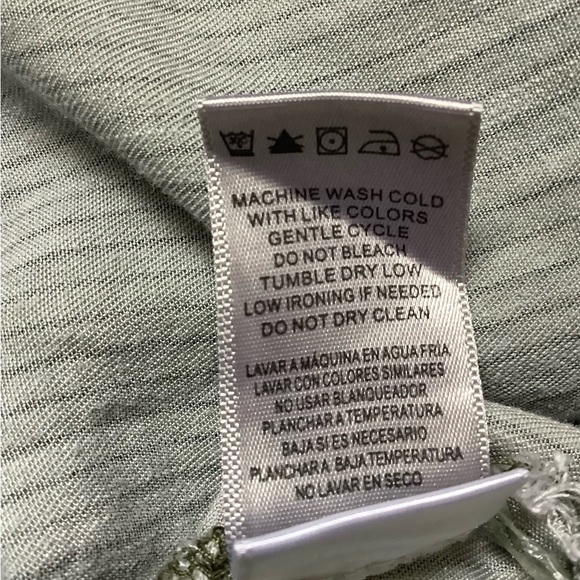 MACHINE WASH COLD
WITH LIKE COLORS
GENTLE CYCLE
DO NOT BLEACH
TUMBLE DRY LOW
LOW IRONING IF NEEDED
DO NOT DRY CLEAN
LAVAR A MÁQUINA EN AGUA FRÍA
LAVAR CON COLORES SIMILARES
NO USAR BLANQUEADOR
PLANCHAR A TEMPERATURA
BAJA SI ES NECESARIO
PLANCHAR A BAJA TEMPERATURA
NO LAVAR EN SECO